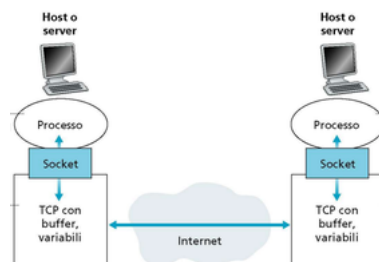 Host o
server
Processo
Socket
TCP con
buffer,
variabili
Internet
Host o
server
Processo
Socket
TCP con
buffer,
variabili